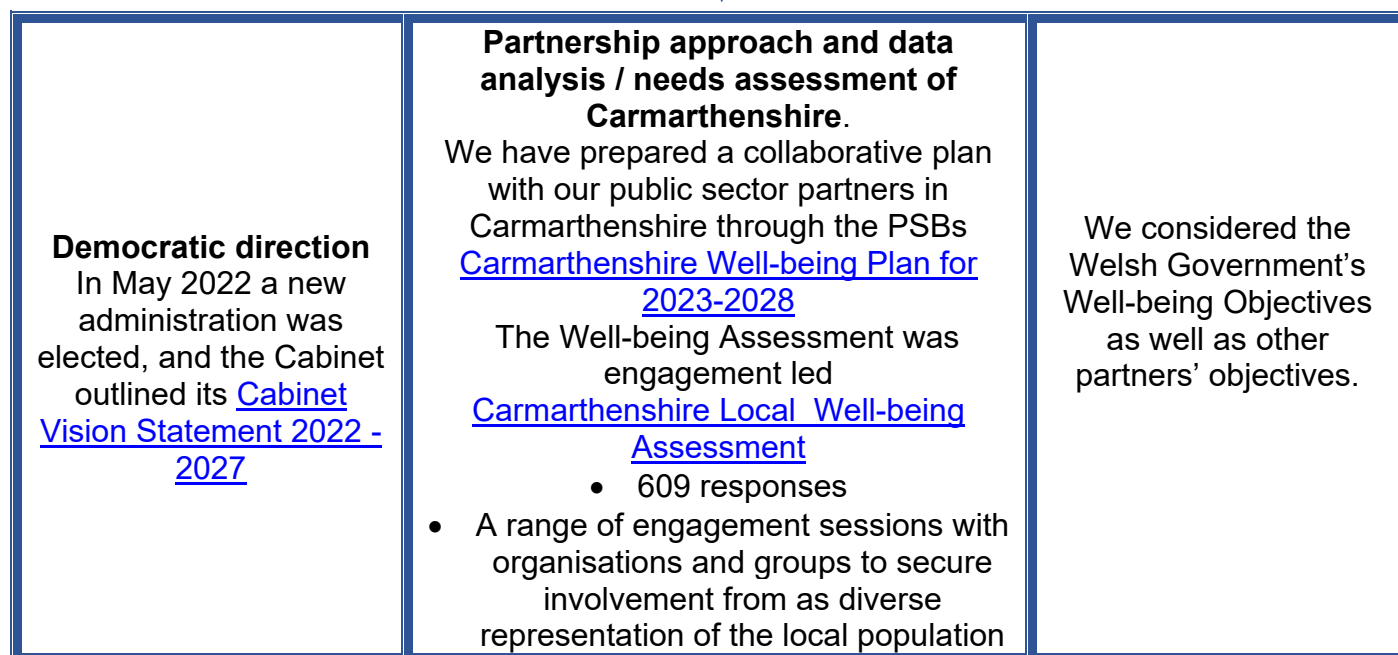 Democratic direction
In May 2022 a new
administration was
elected, and the Cabinet
outlined its Cabinet
Vision Statement 2022 -
2027
Partnership approach and data
analysis / needs assessment of
Carmarthenshire.
We have prepared a collaborative plan
with our public sector partners in
Carmarthenshire through the PSBs
Carmarthenshire Well-being Plan for
2023-2028
The Well-being Assessment was
engagement led
Carmarthenshire Local  Well-being
Assessment
• 609 responses
• A range of engagement sessions with
organisations and groups to secure
involvement from as diverse
representation of the local population
We considered the
Welsh Government’s
Well-being Objectives
as well as other
partners’ objectives.